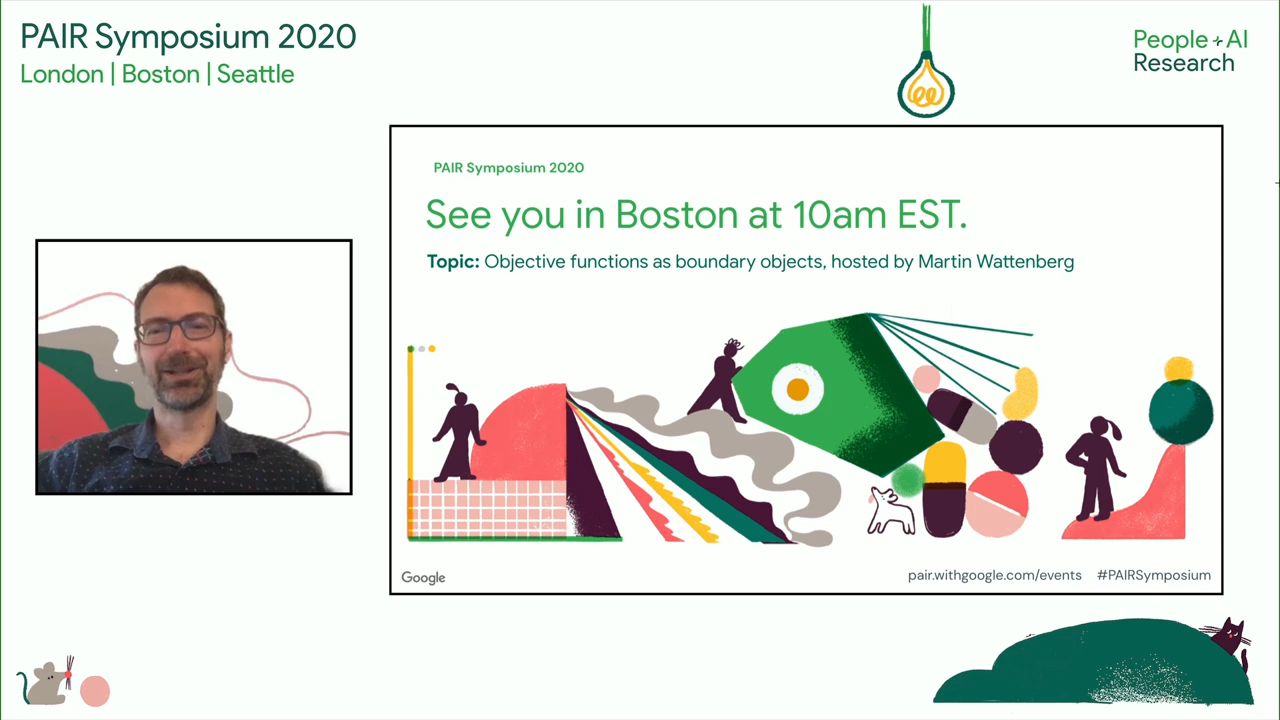 PAIR Symposium 2020
London | Boston | Seattle
People + AI
Research
PAIR Symposium 2020
See you in Boston at 10am EST.
Topic: Objective functions as boundary objects, hosted by Martin Wattenberg
Google
pair.withgoogle.com/events #PAIRSymposium